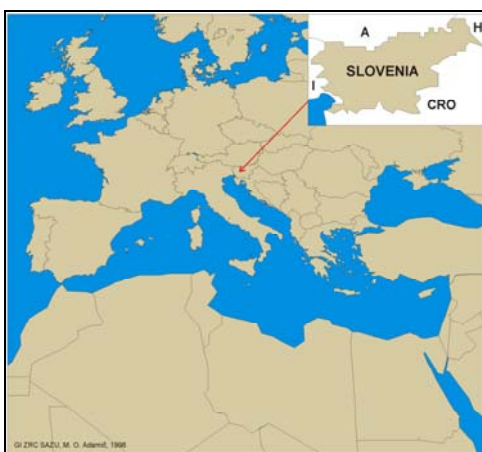 A
H
SLOVENIA
I
CRO
GI ZRC SAZU, M. O. Adamič, 1998